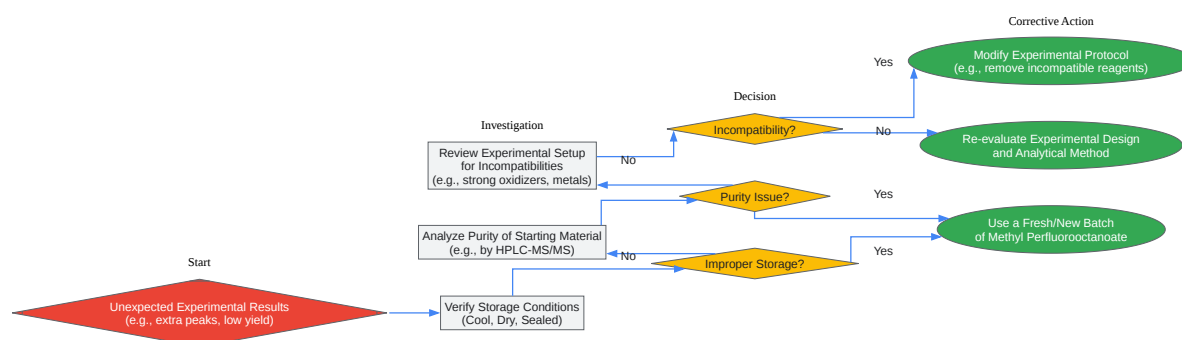 Corrective Action
Yes
Modify Experimental Protocol
(e.g., remove incompatible reagents)
Decision
Incompatibility?
No
Re-evaluate Experimental Design
and Analytical Method
Investigation
Review Experimental Setup
for Incompatibilities
(e.g., strong oxidizers, metals)
No
Purity Issue?
Yes
Use a Fresh/New Batch
of Methyl Perfluorooctanoate
Analyze Purity of Starting Material
(e.g., by HPLC-MS/MS)
No
Improper Storage?
Yes
Start
Unexpected Experimental Results
(e.g., extra peaks, low yield)
Verify Storage Conditions
(Cool, Dry, Sealed)